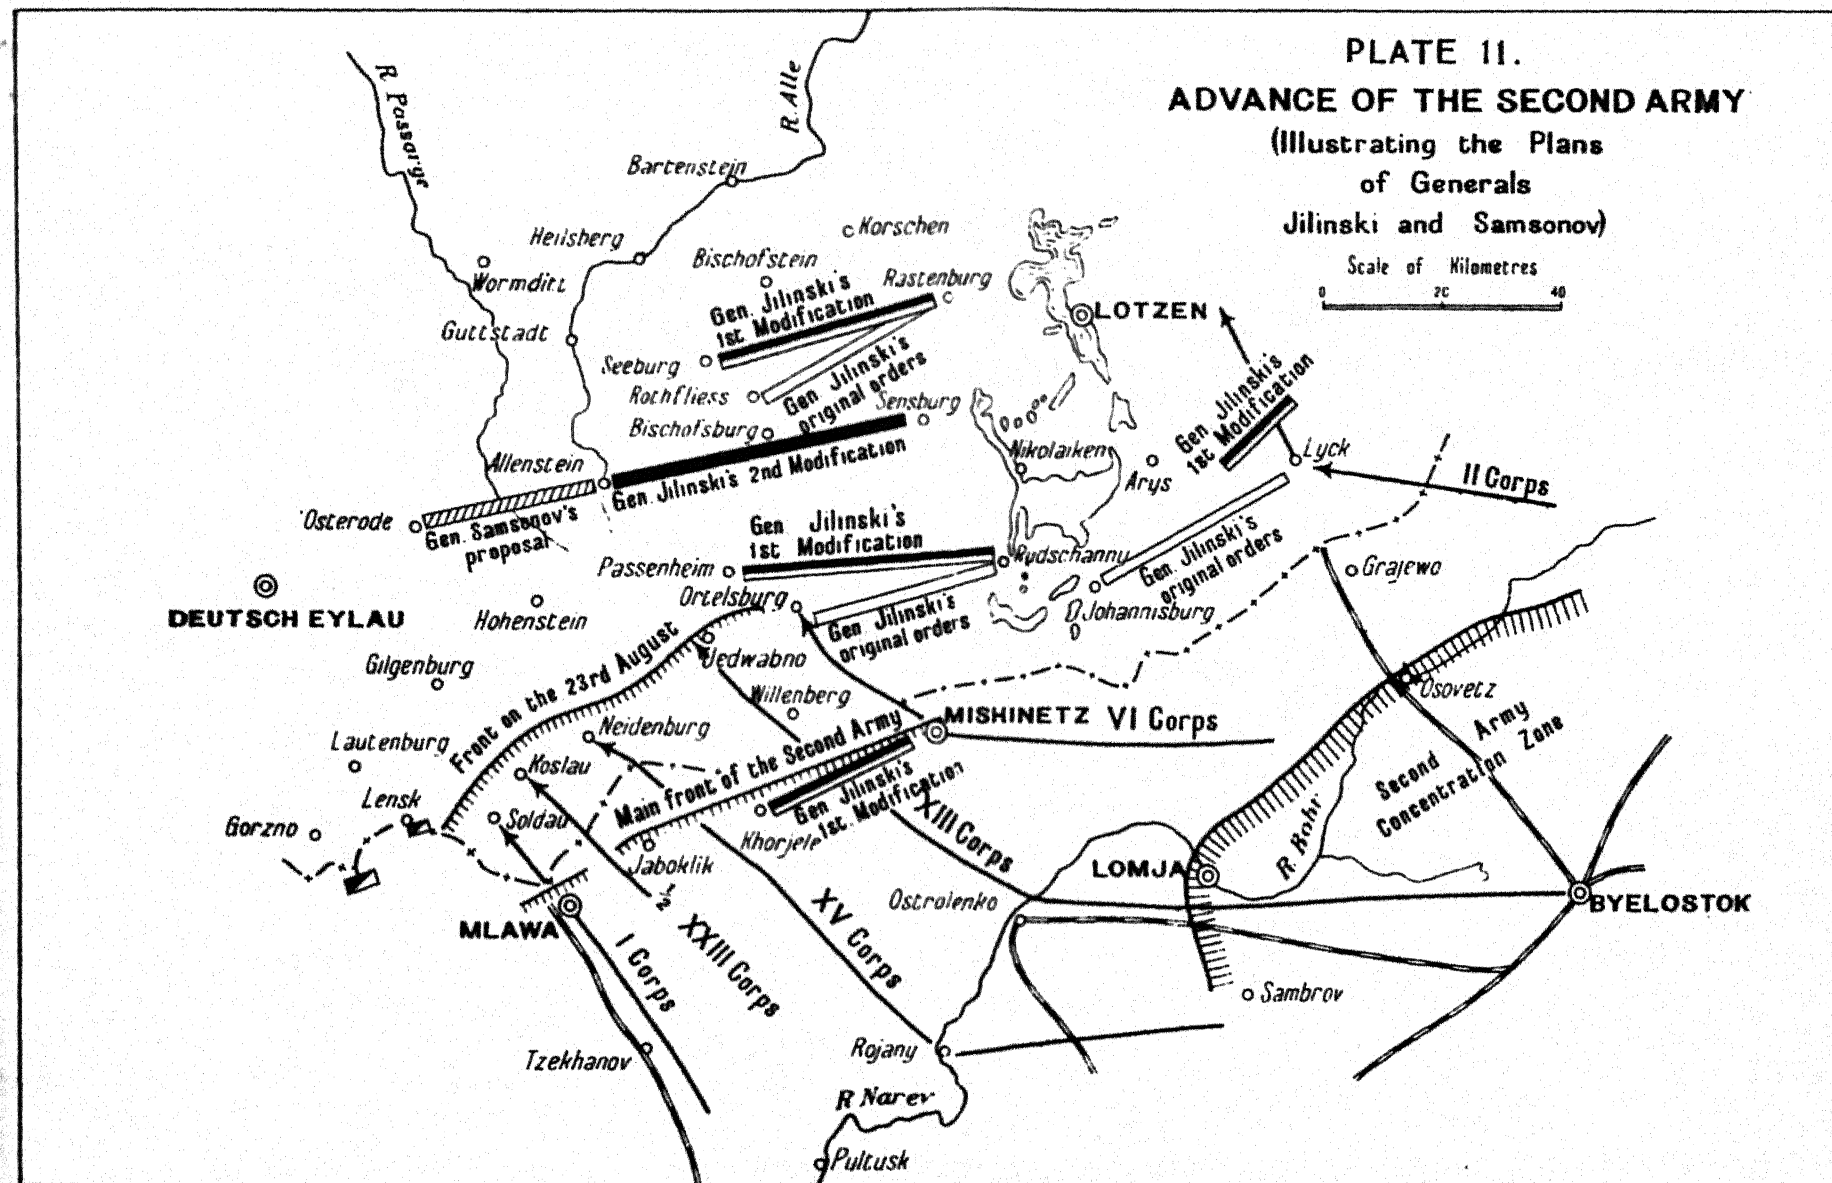 PLATE 11.
ADVANCE OF THE SECOND ARMY
(Illustrating the Plans
of Generals
Jilinski and Samsonov)
Scale of Kilometres
0 20 40
R Passarge
R. Alle
Bartenstein
Korschen
Heilsberg
Bischofstein
Wormditt
Rastenburg
Gen. Jilinski's
1st. Modification
LOTZEN
Guttstadt
Seeburg
Rothfliess
Gen Jilinski's
original orders
Sensburg
Bischofsburg
Gen Jilinski's
1st Modification
Nikolaiken
Arys
Lyck
II Corps
Allenstein
Gen. Jilinski's 2nd Modification
Osterode
Gen. Samsonov's
proposal
Gen Jilinski's
1st Modification
Passenheim
Rudschanny
Gen Jilinski's
original orders
Grajewo
DEUTSCH EYLAU
Hohenstein
Ortelsburg
Gen Jilinski's
original orders
Johannisburg
Gilgenburg
Front on the 23rd August
Jedwabno
Willenberg
Osovetz
MISHINETZ VI Corps
Lautenburg
Neidenburg
Koslau
Main front of the Second Army
Gen Jilinski's
1st. Modification
Second Army
Concentration Zone
Lensk
Gorzno
Soldau
Khorjele
Jaboklik
XIII Corps
R. Bohr
LOMJA
MLAWA
½ XXIII Corps
I Corps
XV Corps
Ostrolenko
BYELOSTOK
Sambrov
Tzekhanov
Rojany
R Narev
Pultusk